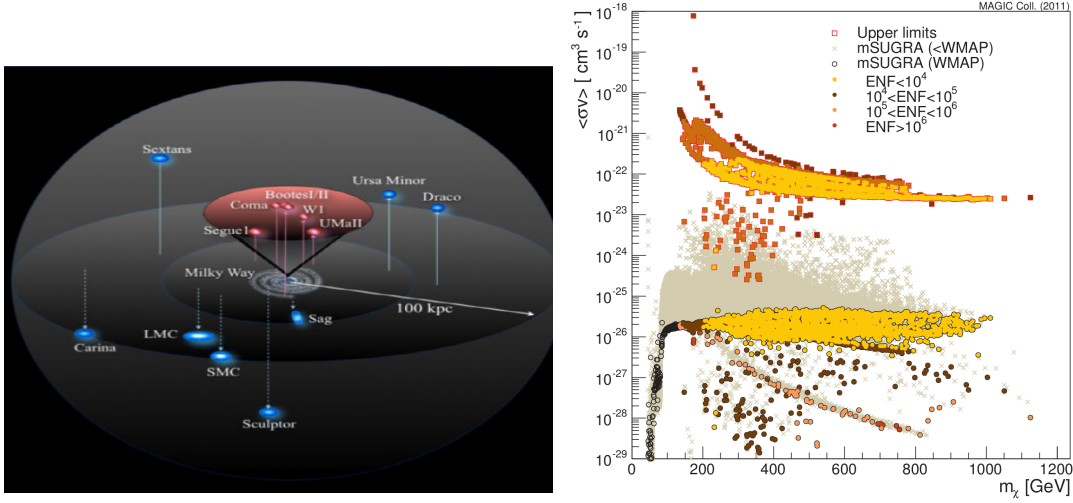 Sextans
Ursa Minor
BootesI/II
Coma
W1
Draco
Segue1
UMaII
Milky Way
100 kpc
Sag
LMC
Carina
SMC
Sculptor
MAGIC Coll. (2011)
<σv> [ cm³ s⁻¹ ]
10⁻¹⁸
10⁻¹⁹
10⁻²⁰
10⁻²¹
10⁻²²
10⁻²³
10⁻²⁴
10⁻²⁵
10⁻²⁶
10⁻²⁷
10⁻²⁸
10⁻²⁹
Upper limits
mSUGRA (<WMAP)
mSUGRA (WMAP)
ENF<10⁴
10⁴<ENF<10⁵
10⁵<ENF<10⁶
ENF>10⁶
0 200 400 600 800 1000 1200
mᵪ [GeV]